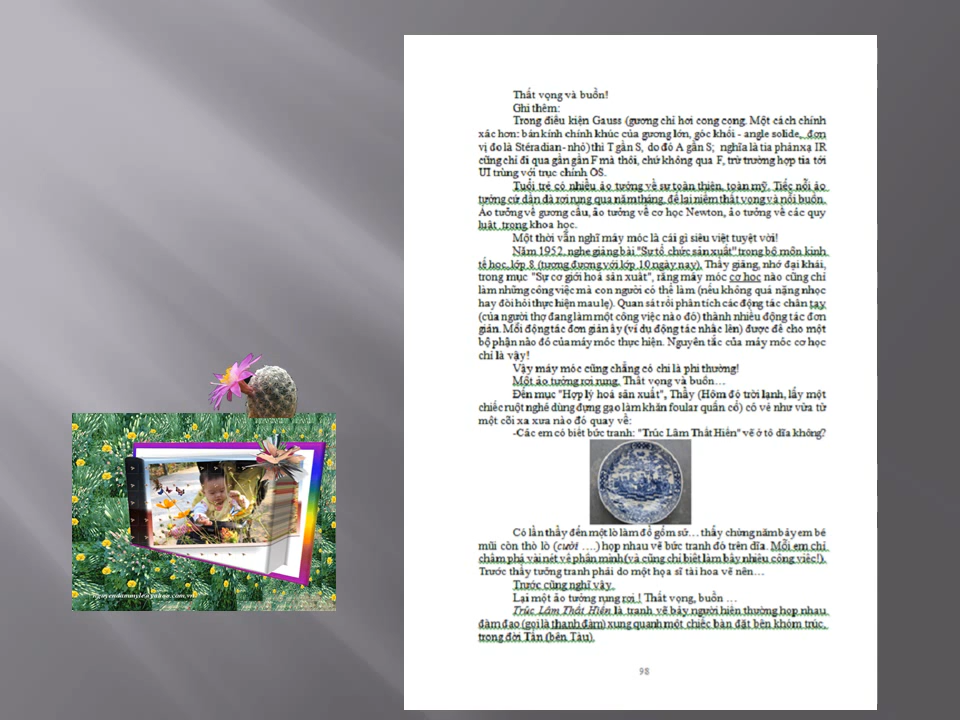 Thất vọng và buồn!
Ghi thêm:
Trong điều kiện Gauss (gương chỉ hơi cong cong. Một cách chính
xác hơn: bán kính chính khúc của gương lớn, góc khối - angle solide, đơn
vị đo là Stéradian- nhỏ) thì T gần S, do đó A gần S; nghĩa là tia phản xạ IR
cũng chỉ đi qua gần gần F mà thôi, chứ không qua F, trừ trường hợp tia tới
UI trùng với trục chính OS.
Tuổi trẻ có nhiều ảo tưởng về sự toàn thiện, toàn mỹ. Tiếc nỗi ảo
tưởng cứ dần dà rơi rụng qua năm tháng, để lại niềm thất vọng và nỗi buồn.
Ảo tưởng về gương cầu, ảo tưởng về cơ học Newton, ảo tưởng về các quy
luật trong khoa học.
Một thời vẫn nghĩ máy móc là cái gì siêu việt tuyệt vời!
Năm 1952, nghe giảng bài "Sự tổ chức sản xuất" trong bộ môn kinh
tế học, lớp 8 (tương đương với lớp 10 ngày nay). Thầy giảng, nhớ đại khái,
trong mục "Sự cơ giới hoá sản xuất", rằng máy móc cơ học nào cũng chỉ
làm những công việc mà con người có thể làm (nếu không quá nặng nhọc
hay đòi hỏi thực hiện mau lẹ). Quan sát rồi phân tích các động tác chân tay
(của người thợ đang làm một công việc nào đó) thành nhiều động tác đơn
giản. Mỗi động tác đơn giản ấy (ví dụ động tác nhấc lên) được để cho một
bộ phận nào đó của máy móc thực hiện. Nguyên tắc của máy móc cơ học
chỉ là vậy!
Vậy máy móc cũng chẳng có chi là phi thường!
Một ảo tưởng rơi rụng. Thất vọng và buồn…
Đến mục "Hợp lý hoá sản xuất", Thầy (Hôm đó trời lạnh, lấy một
chiếc ruột nghé dùng đựng gạo làm khăn foular quấn cổ) có vẻ như vừa từ
một cõi xa xưa nào đó quay về:
-Các em có biết bức tranh: "Trúc Lâm Thất Hiền" vẽ ở tô dĩa không?
Có lần thầy đến một lò làm đồ gốm sứ… thấy chừng năm bảy em bé
mũi còn thò lò (cười ….) họp nhau vẽ bức tranh đó trên dĩa. Mỗi em chỉ
chấm phá vài nét về phần mình (và cũng chỉ biết làm bấy nhiêu công việc!).
Trước thầy tưởng tranh phải do một họa sĩ tài hoa vẽ nên…
Trước cũng nghĩ vậy.
Lại một ảo tưởng rụng rơi ! Thất vọng, buồn …
Trúc Lâm Thất Hiền là tranh vẽ bảy người hiền thường họp nhau
đàm đạo (gọi là thanh đàm) xung quanh một chiếc bàn đặt bên khóm trúc,
trong đời Tấn (bên Tàu).
98